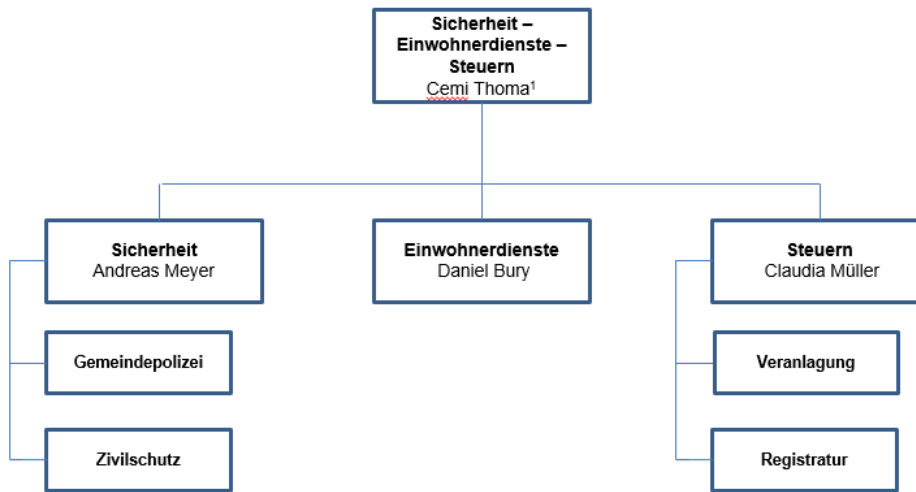 Sicherheit –
Einwohnerdienste –
Steuern
Cemi Thoma¹
Sicherheit
Andreas Meyer
Einwohnerdienste
Daniel Bury
Steuern
Claudia Müller
Gemeindepolizei
Veranlagung
Zivilschutz
Registratur